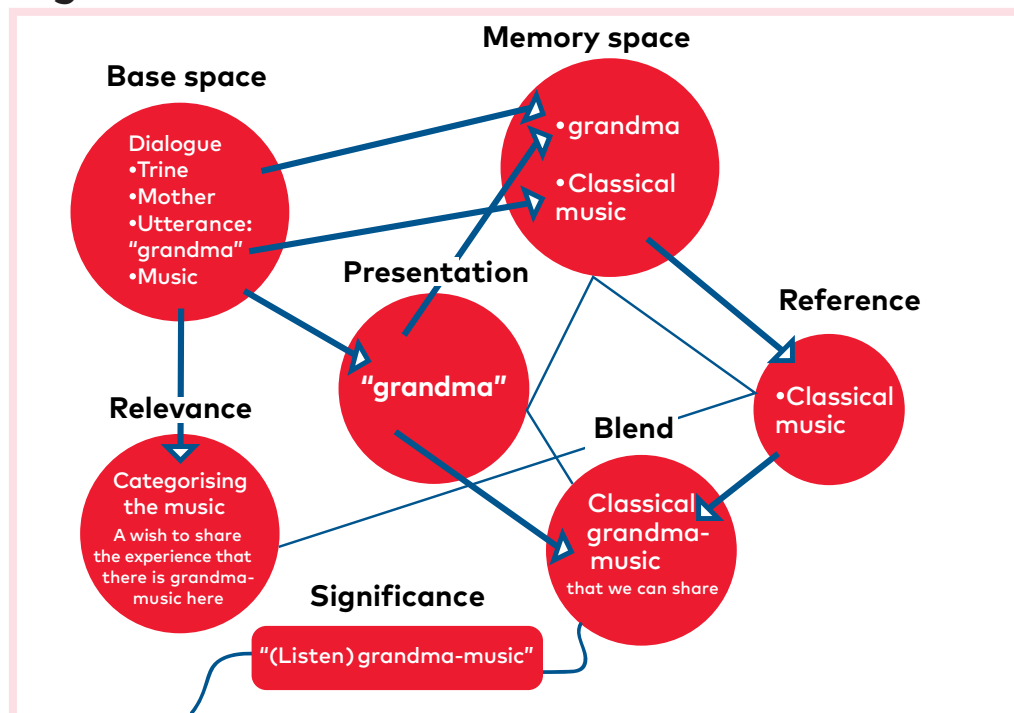 Memory space
Base space
Dialogue
•Trine
•Mother
•Utterance:
“grandma”
•Music
•grandma
•Classical
music
Presentation
“grandma”
Reference
•Classical
music
Relevance
Categorising
the music
A wish to share
the experience that
there is grandma-
music here
Blend
Classical
grandma-
music
that we can share
Significance
“(Listen) grandma-music”